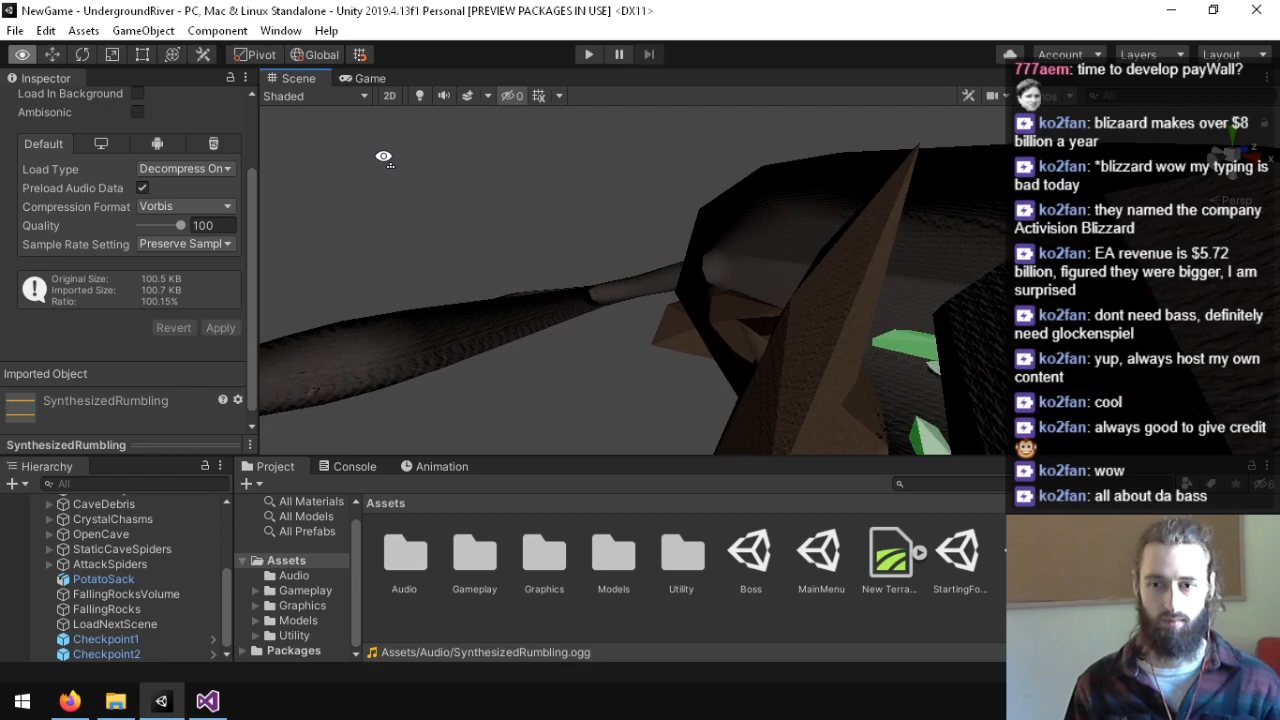 NewGame - UndergroundRiver - PC, Mac & Linux Standalone - Unity 2019.4.13f1 Personal [PREVIEW PACKAGES IN USE] <DX11>
File Edit Assets GameObject Component Window Help
Pivot Global Account Layers Layout
Inspector Scene Game
Load In Background
Shaded 2D 0 All
Ambisonic
Default
Load Type Decompress On
Preload Audio Data
Compression Format Vorbis
Quality 100
Sample Rate Setting Preserve Sampl
Original Size: 100.5 KB
Imported Size: 100.7 KB
Ratio: 100.15%
Revert Apply
Imported Object
SynthesizedRumbling
SynthesizedRumbling
Persp
z
x
777aem: time to develop payWall?
ko2fan: blizaard makes over $8
billion a year
ko2fan: *blizzard wow my typing is
bad today
ko2fan: they named the company
Activision Blizzard
ko2fan: EA revenue is $5.72
billion, figured they were bigger, I am
surprised
ko2fan: dont need bass, definitely
need glockenspiel
ko2fan: yup, always host my own
content
ko2fan: cool
ko2fan: always good to give credit
ko2fan: wow
ko2fan: all about da bass
Hierarchy
All
CaveDebris
CrystalChasms
OpenCave
StaticCaveSpiders
AttackSpiders
PotatoSack
FallingRocksVolume
FallingRocks
LoadNextScene
Checkpoint1
Checkpoint2
Project Console Animation
6
All Materials
All Models
All Prefabs
Assets
Audio
Gameplay
Graphics
Models
Utility
Packages
Assets
Audio Gameplay Graphics Models Utility Boss MainMenu New Terra... StartingFo...
Assets/Audio/SynthesizedRumbling.ogg